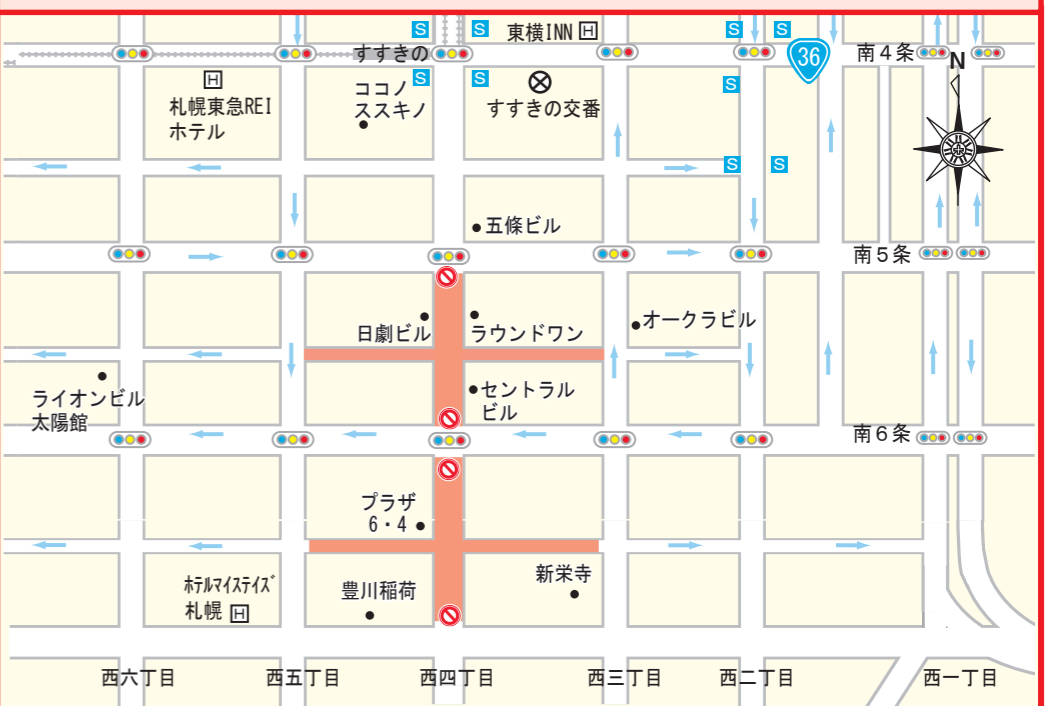 S
S
東横INN H
S
S
すすきの
36
南4条
N
H
札幌東急REI
ホテル
ココノ
ススキノ
S
S
すすきの交番
S
S
S
五條ビル
南5条
日劇ビル
ラウンドワン
オークラビル
ライオンビル
太陽館
セントラル
ビル
南6条
プラザ
6・4
ホテルマイステイズ
札幌 H
豊川稲荷
新栄寺
西六丁目
西五丁目
西四丁目
西三丁目
西二丁目
西一丁目